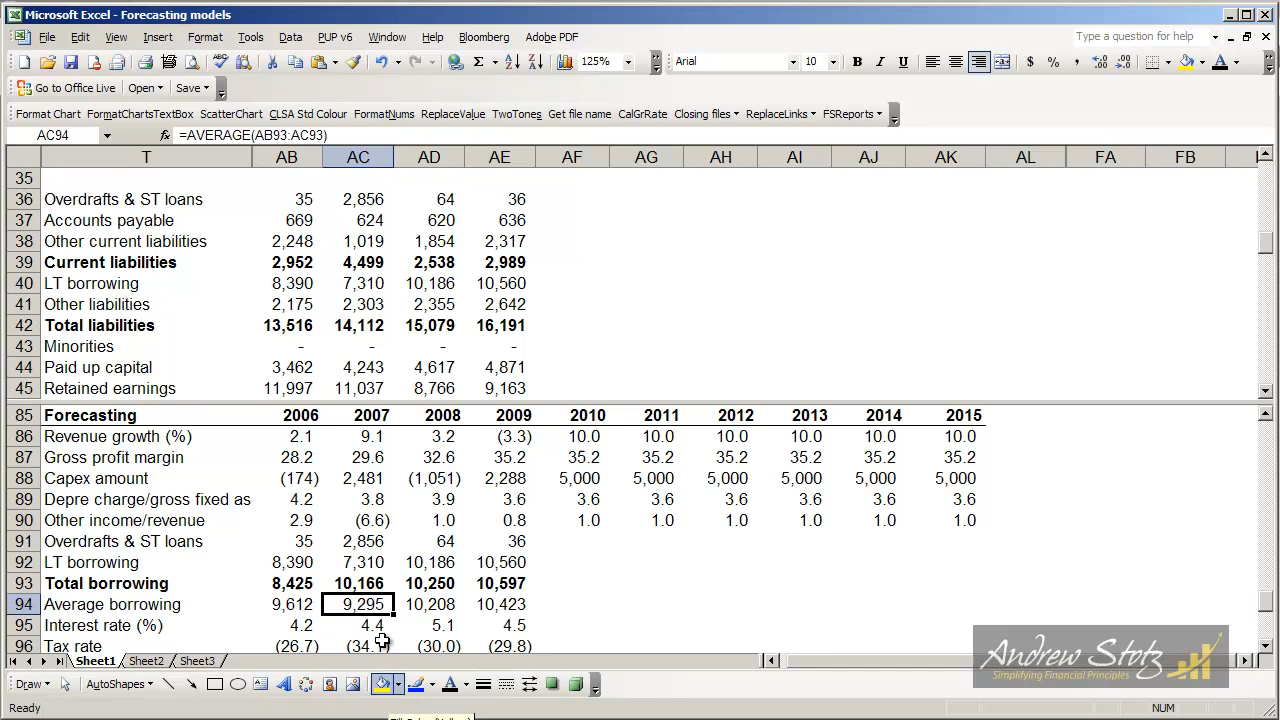 Microsoft Excel - Forecasting models
File Edit View Insert Format Tools Data PUP v6 Window Help Bloomberg Adobe PDF Type a question for help
125% Arial 10 B I U $ % ,
Go to Office Live Open Save
Format Chart FormatChartsTextBox ScatterChart CLSA Std Colour FormatNums ReplaceValue TwoTones Get file name CalGrRate Closing files ReplaceLinks FSReports
AC94 fx =AVERAGE(AB93:AC93)
T AB AC AD AE AF AG AH AI AJ AK AL FA FB
35
36 Overdrafts & ST loans 35 2,856 64 36
37 Accounts payable 669 624 620 636
38 Other current liabilities 2,248 1,019 1,854 2,317
39 Current liabilities 2,952 4,499 2,538 2,989
40 LT borrowing 8,390 7,310 10,186 10,560
41 Other liabilities 2,175 2,303 2,355 2,642
42 Total liabilities 13,516 14,112 15,079 16,191
43 Minorities - - - -
44 Paid up capital 3,462 4,243 4,617 4,871
45 Retained earnings 11,997 11,037 8,766 9,163
85 Forecasting 2006 2007 2008 2009 2010 2011 2012 2013 2014 2015
86 Revenue growth (%) 2.1 9.1 3.2 (3.3) 10.0 10.0 10.0 10.0 10.0 10.0
87 Gross profit margin 28.2 29.6 32.6 35.2 35.2 35.2 35.2 35.2 35.2 35.2
88 Capex amount (174) 2,481 (1,051) 2,288 5,000 5,000 5,000 5,000 5,000 5,000
89 Depre charge/gross fixed as 4.2 3.8 3.9 3.6 3.6 3.6 3.6 3.6 3.6 3.6
90 Other income/revenue 2.9 (6.6) 1.0 0.8 1.0 1.0 1.0 1.0 1.0 1.0
91 Overdrafts & ST loans 35 2,856 64 36
92 LT borrowing 8,390 7,310 10,186 10,560
93 Total borrowing 8,425 10,166 10,250 10,597
94 Average borrowing 9,612 9,295 10,208 10,423
95 Interest rate (%) 4.2 4.4 5.1 4.5
96 Tax rate (26.7) (30.0) (29.8)
Sheet1 Sheet2 Sheet3
Andrew Stotz
Simplifying Financial Principles
Draw AutoShapes
Ready NUM